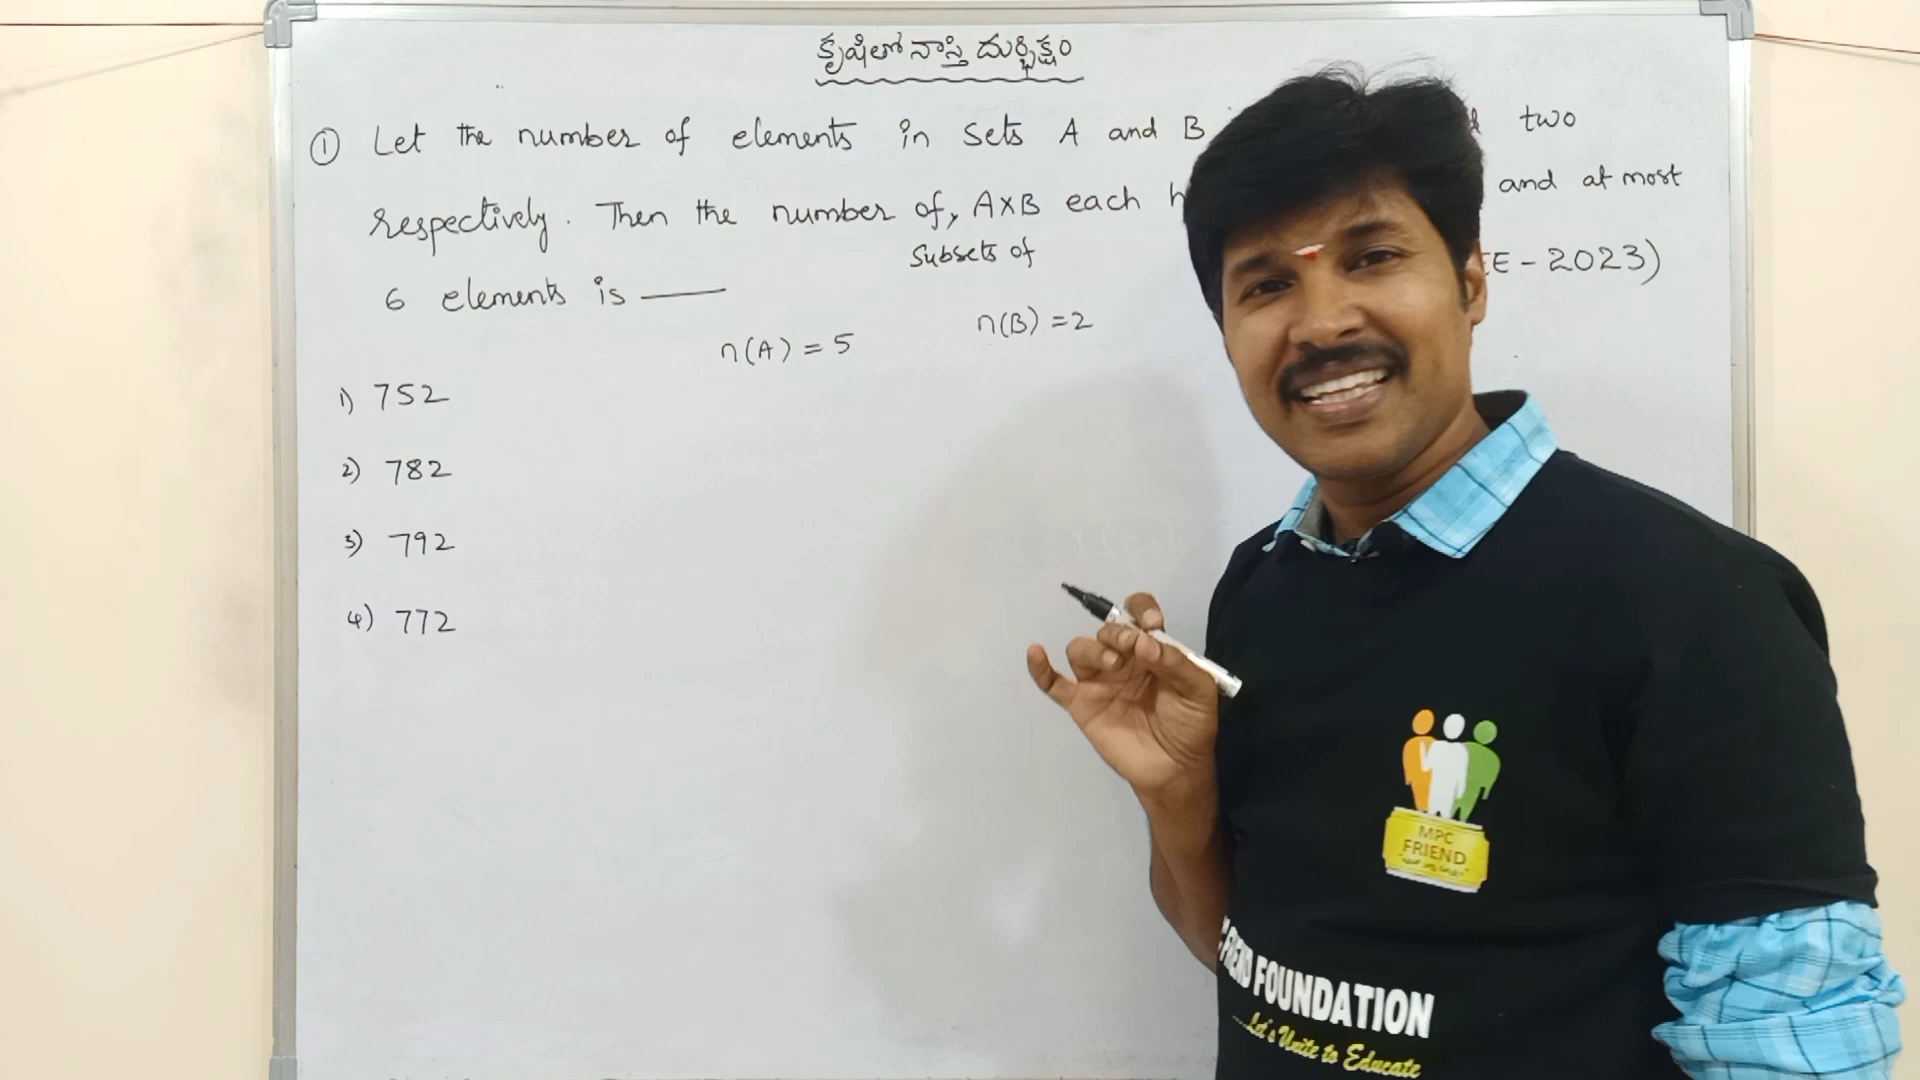 కృషితో నాస్తి దుర్భిక్షం
① Let the number of elements in Sets A and B two
respectively. Then the number of, A×B each and at most
Subsets of
6 elements is ——— EE - 2023)
n(A) = 5 n(B) = 2
1) 752
2) 782
3) 792
4) 772
MPC
FRIEND
FRIEND FOUNDATION
....Let's Unite to Educate